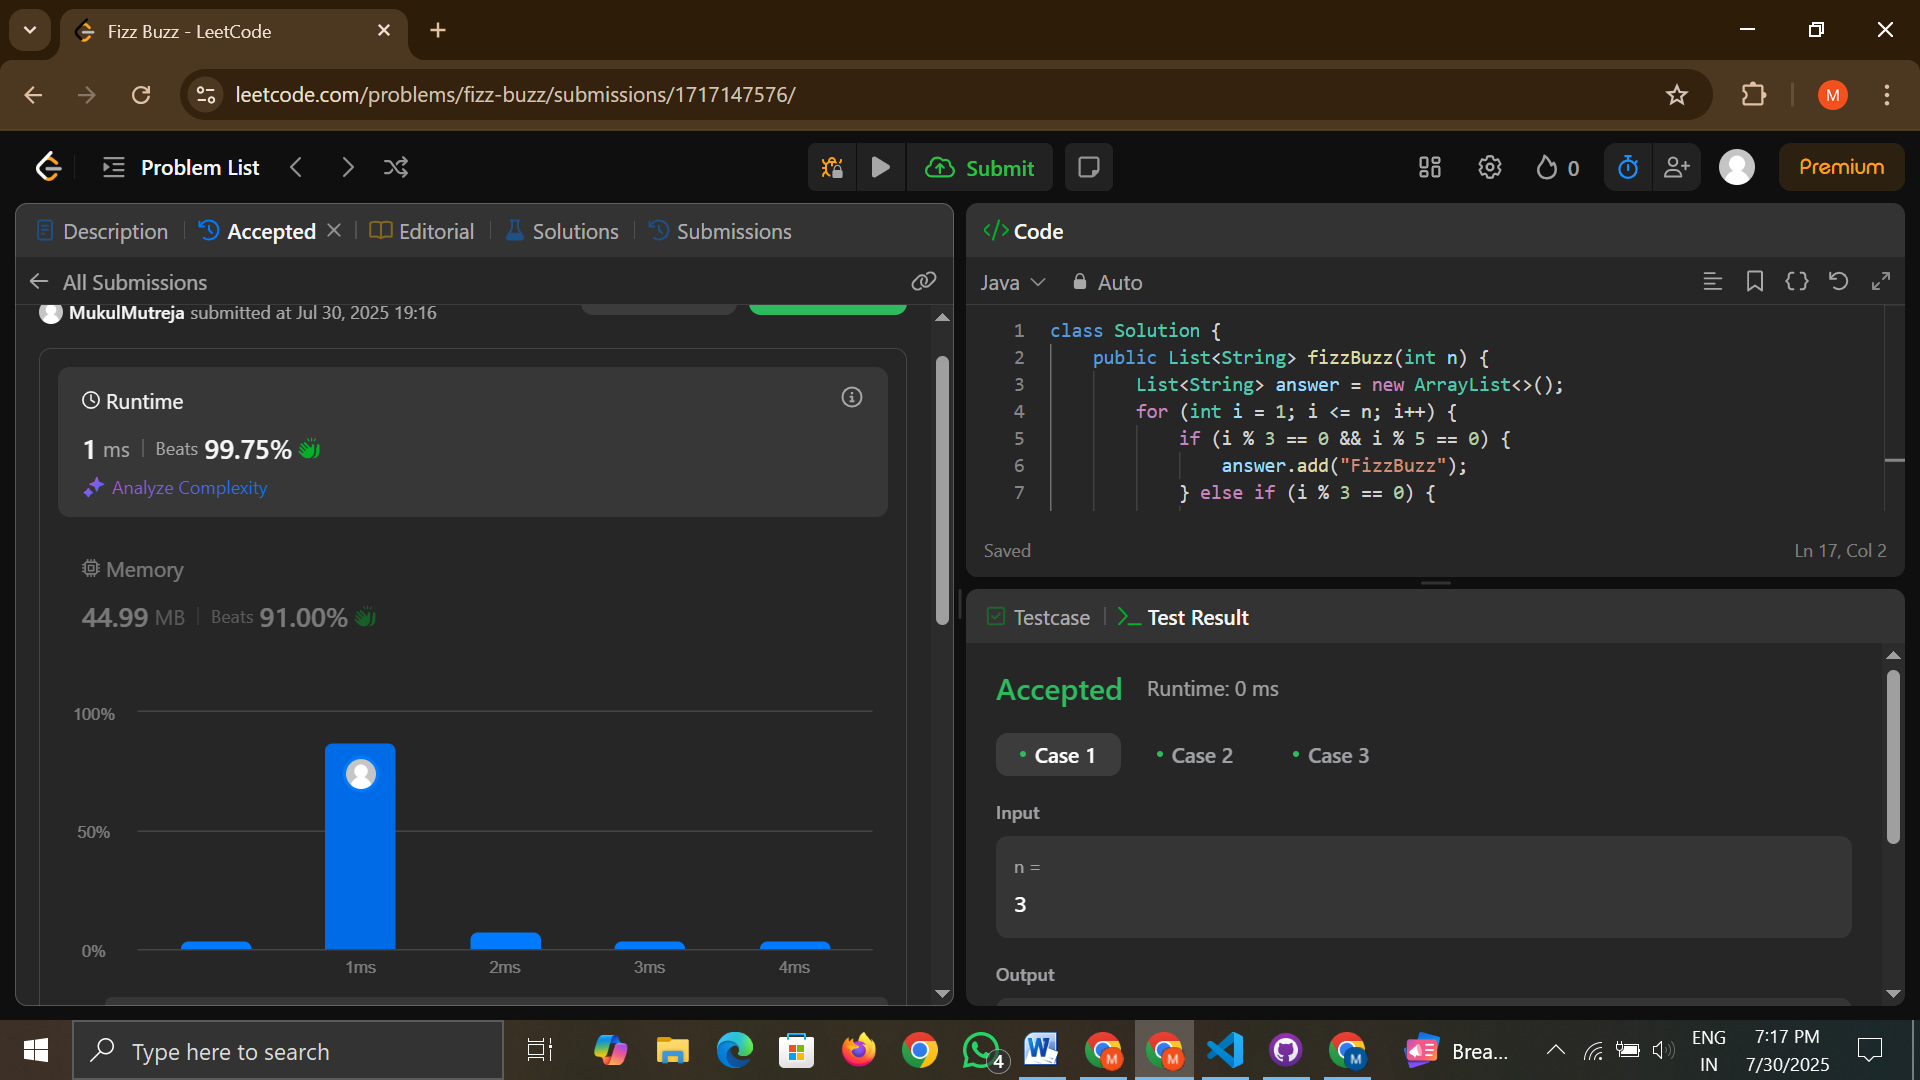 Fizz Buzz - LeetCode
leetcode.com/problems/fizz-buzz/submissions/1717147576/
M
Problem List
Submit
0
Premium
Description
Accepted
Editorial
Solutions
Submissions
All Submissions
MukulMutreja submitted at Jul 30, 2025 19:16
Runtime
1 ms | Beats 99.75%
Analyze Complexity
Memory
44.99 MB | Beats 91.00%
100%
50%
0%
1ms
2ms
3ms
4ms
</> Code
Java
Auto
1 class Solution {
2 public List<String> fizzBuzz(int n) {
3 List<String> answer = new ArrayList<>();
4 for (int i = 1; i <= n; i++) {
5 if (i % 3 == 0 && i % 5 == 0) {
6 answer.add("FizzBuzz");
7 } else if (i % 3 == 0) {
Saved
Ln 17, Col 2
Testcase
Test Result
Accepted
Runtime: 0 ms
Case 1
Case 2
Case 3
Input
n =
3
Output
Type here to search
4
W
M
M
M
Brea...
ENG
IN
7:17 PM
7/30/2025